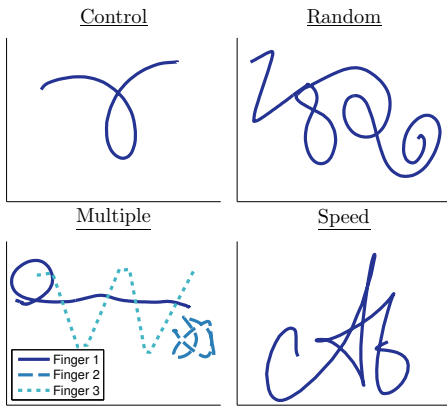 Control
Random
Multiple
Speed
Finger 1
Finger 2
Finger 3